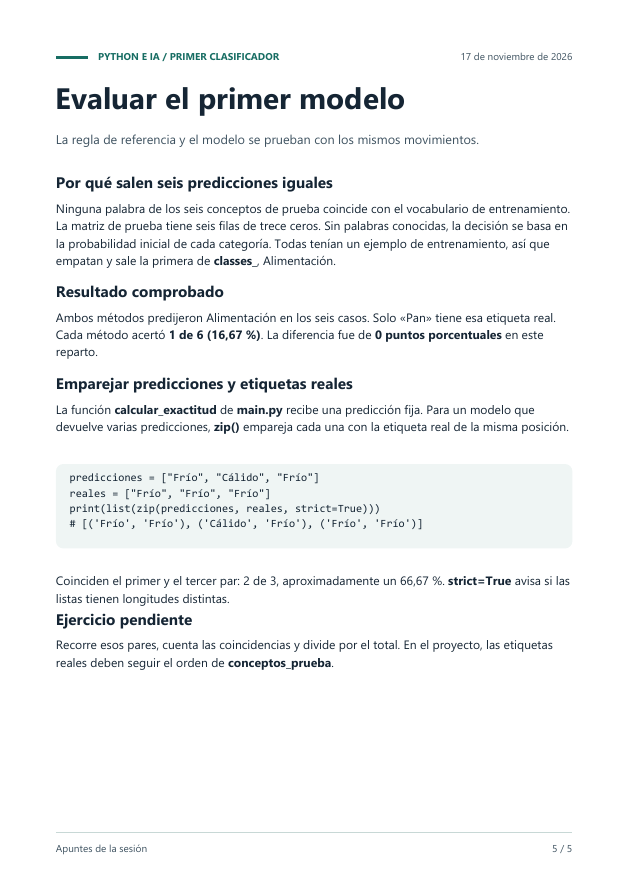 PYTHON E IA / PRIMER CLASIFICADOR
17 de noviembre de 2026
Evaluar el primer modelo
La regla de referencia y el modelo se prueban con los mismos movimientos.
Por qué salen seis predicciones iguales
Ninguna palabra de los seis conceptos de prueba coincide con el vocabulario de entrenamiento.
La matriz de prueba tiene seis filas de trece ceros. Sin palabras conocidas, la decisión se basa en
la probabilidad inicial de cada categoría. Todas tenían un ejemplo de entrenamiento, así que
empatan y sale la primera de classes_, Alimentación.
Resultado comprobado
Ambos métodos predijeron Alimentación en los seis casos. Solo «Pan» tiene esa etiqueta real.
Cada método acertó 1 de 6 (16,67 %). La diferencia fue de 0 puntos porcentuales en este
reparto.
Emparejar predicciones y etiquetas reales
La función calcular_exactitud de main.py recibe una predicción fija. Para un modelo que
devuelve varias predicciones, zip() empareja cada una con la etiqueta real de la misma posición.
predicciones = ["Frío", "Cálido", "Frío"]
reales = ["Frío", "Frío", "Frío"]
print(list(zip(predicciones, reales, strict=True)))
# [('Frío', 'Frío'), ('Cálido', 'Frío'), ('Frío', 'Frío')]
Coinciden el primer y el tercer par: 2 de 3, aproximadamente un 66,67 %. strict=True avisa si las
listas tienen longitudes distintas.
Ejercicio pendiente
Recorre esos pares, cuenta las coincidencias y divide por el total. En el proyecto, las etiquetas
reales deben seguir el orden de conceptos_prueba.
Apuntes de la sesión
5 / 5